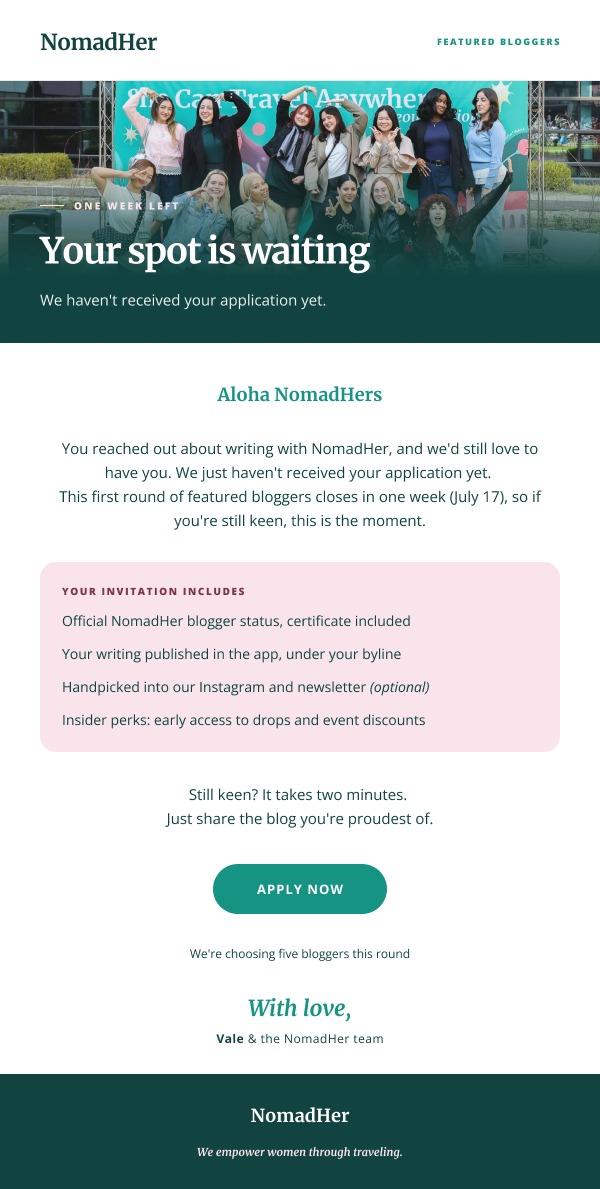 NomadHer
FEATURED BLOGGERS
She Can Travel Anywhere
ONE WEEK LEFT
Your spot is waiting
We haven't received your application yet.
Aloha NomadHers
You reached out about writing with NomadHer, and we'd still love to
have you. We just haven't received your application yet.
This first round of featured bloggers closes in one week (July 17), so if
you're still keen, this is the moment.
YOUR INVITATION INCLUDES
Official NomadHer blogger status, certificate included
Your writing published in the app, under your byline
Handpicked into our Instagram and newsletter (optional)
Insider perks: early access to drops and event discounts
Still keen? It takes two minutes.
Just share the blog you're proudest of.
APPLY NOW
We're choosing five bloggers this round
With love,
Vale & the NomadHer team
NomadHer
We empower women through traveling.